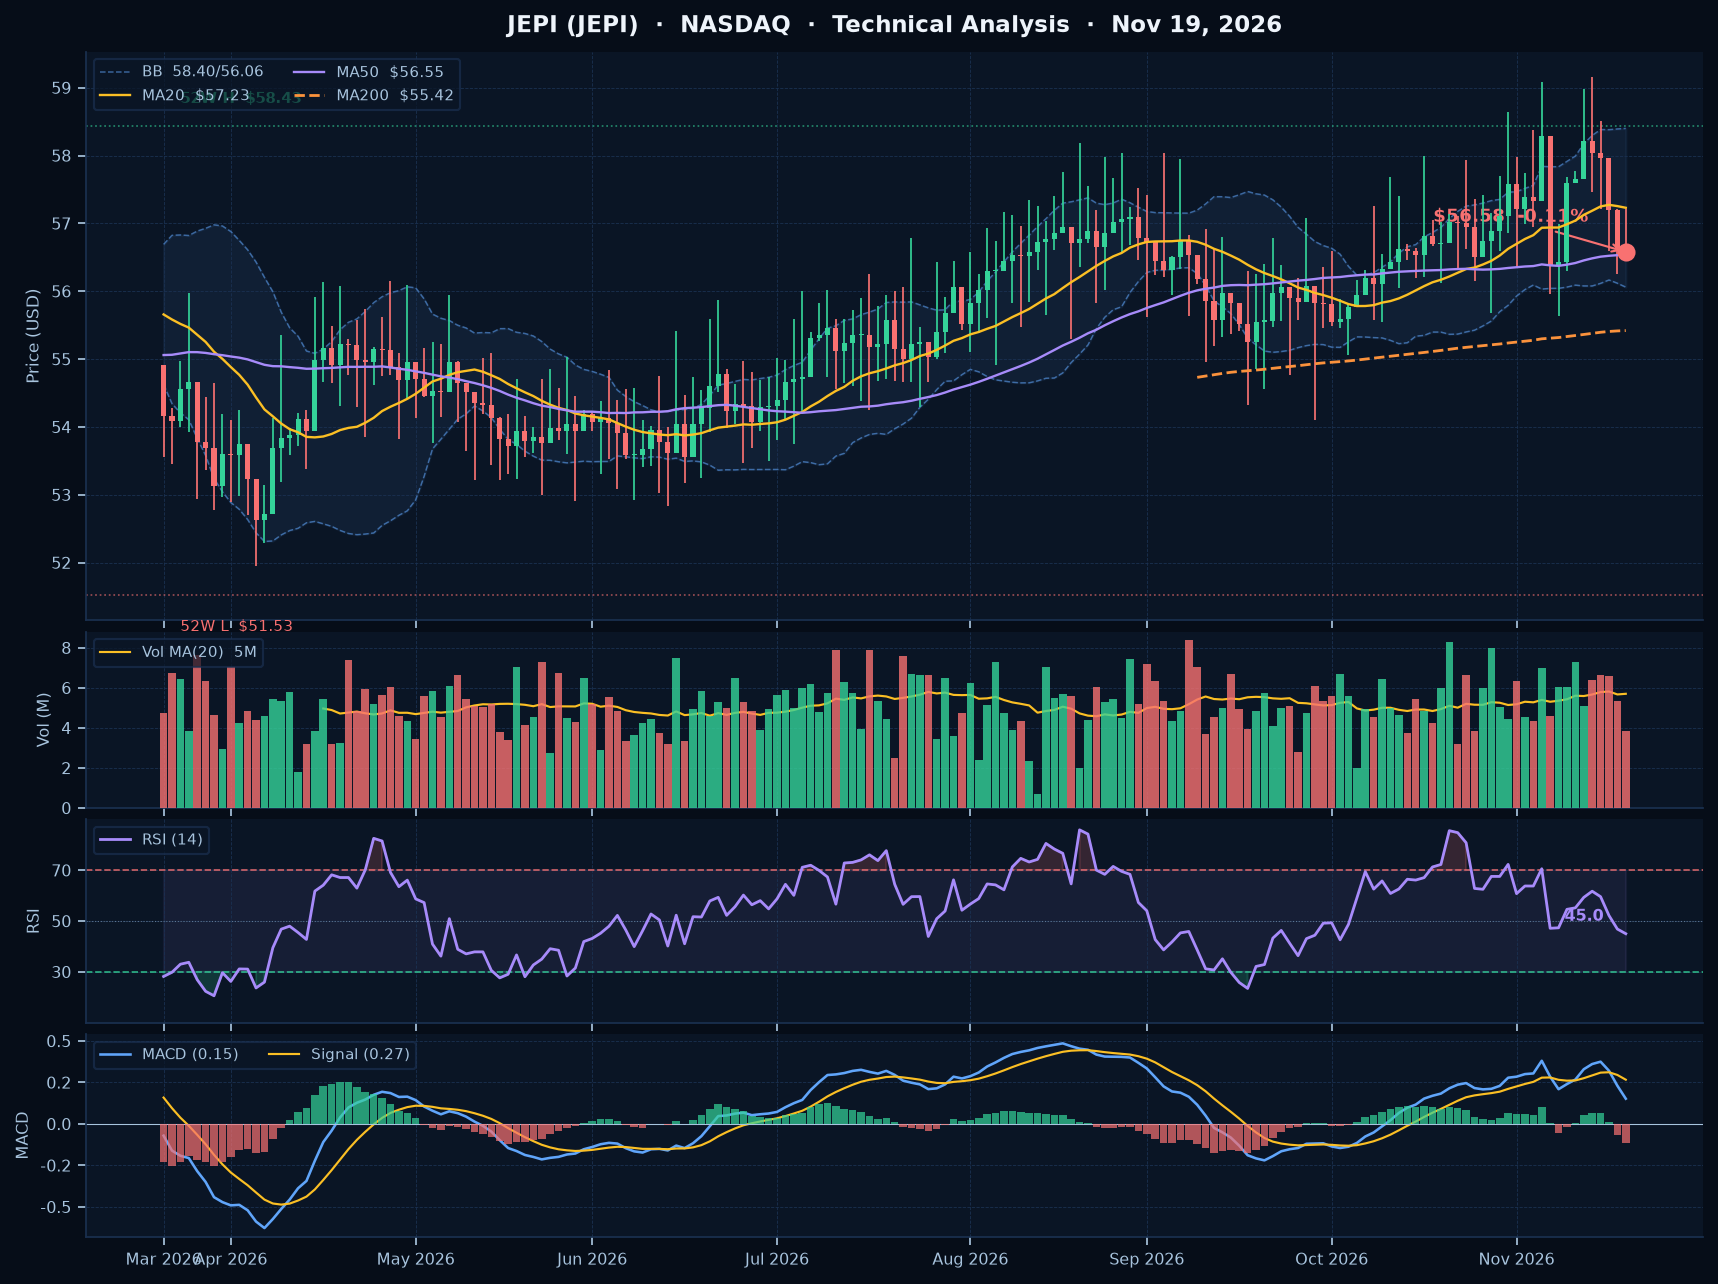 JEPI (JEPI) · NASDAQ · Technical Analysis · Nov 19, 2026
BB 58.40/56.06
MA50 $56.55
MA20 $57.23
MA200 $55.42
52W H $58.43
59
58
57
56
55
54
53
52
Price (USD)
$56.58 -0.11%
52W L $51.53
Vol MA(20) 5M
8
6
4
2
0
Vol (M)
RSI (14)
70
50
30
RSI
45.0
MACD (0.15)
Signal (0.27)
0.5
0.2
0.0
-0.2
-0.5
MACD
Mar 2026
Apr 2026
May 2026
Jun 2026
Jul 2026
Aug 2026
Sep 2026
Oct 2026
Nov 2026